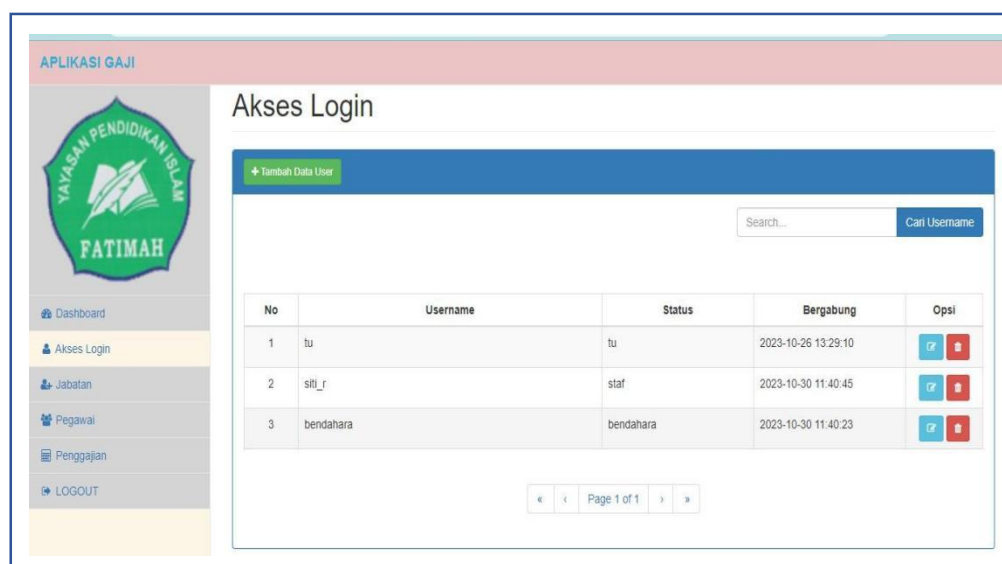 APLIKASI GAJI
YAYASAN PENDIDIKAN ISLAM
FATIMAH
Dashboard
Akses Login
Jabatan
Pegawai
Penggajian
LOGOUT
Akses Login
+ Tambah Data User
Search... Cari Username
No Username Status Bergabung Opsi
1 tu tu 2023-10-26 13:29:10
2 siti_r staf 2023-10-30 11:40:45
3 bendahara bendahara 2023-10-30 11:40:23
« ‹ Page 1 of 1 › »